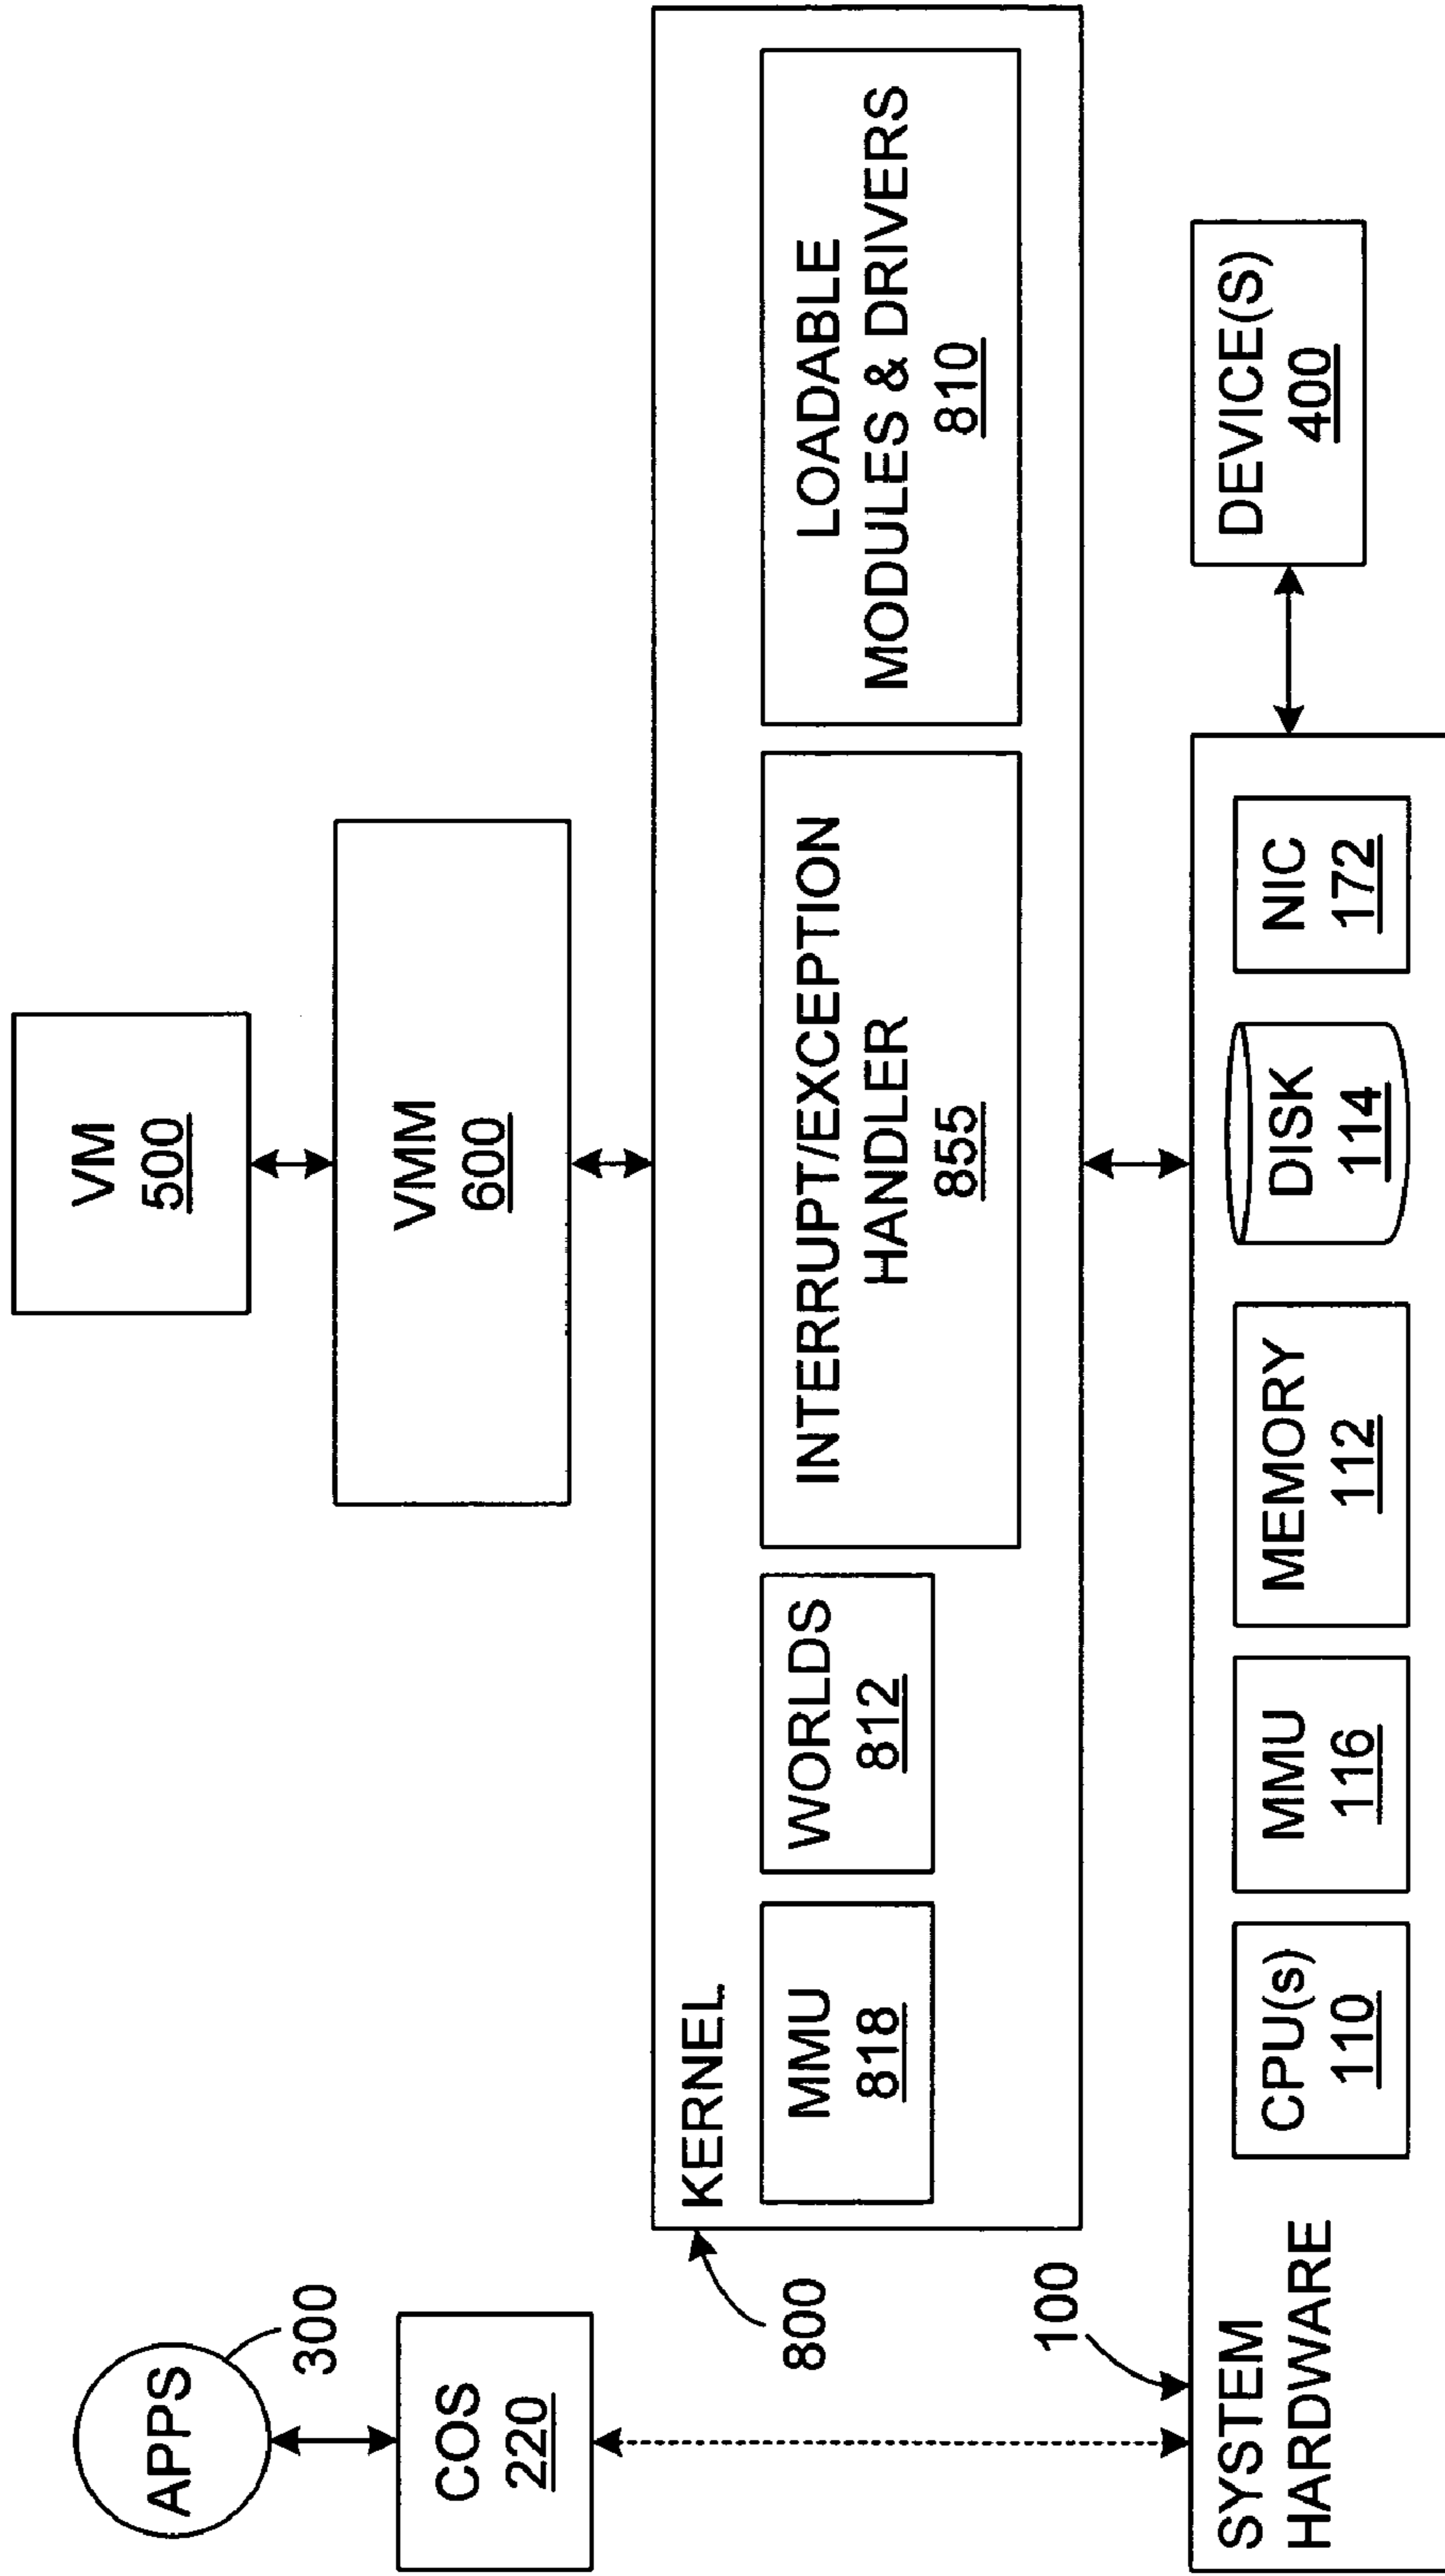 APPS
300
COS
220
VM
500
VMM
600
KERNEL
800
MMU
818
WORLDS
812
INTERRUPT/EXCEPTION
HANDLER
855
LOADABLE
MODULES & DRIVERS
810
100
SYSTEM
HARDWARE
CPU(s)
110
MMU
116
MEMORY
112
DISK
114
NIC
172
DEVICE(S)
400